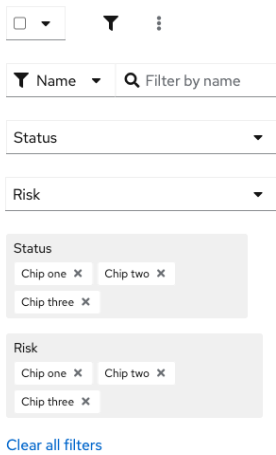 Name Filter by name
Status
Risk
Status
Chip one Chip two
Chip three
Risk
Chip one Chip two
Chip three
Clear all filters